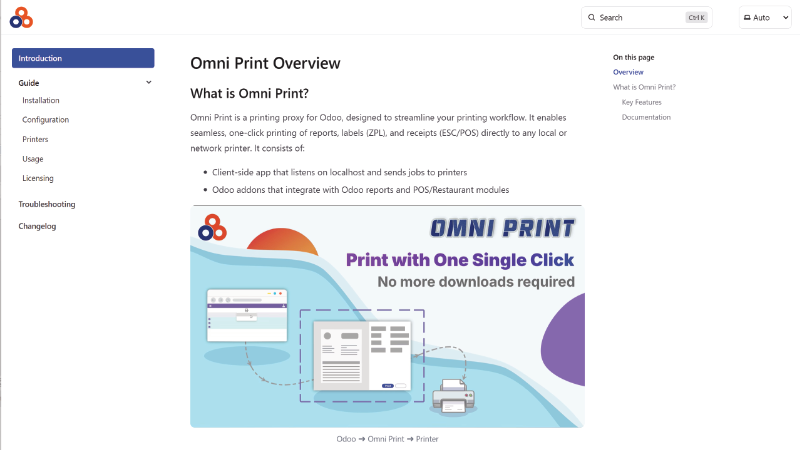 Search
Ctrl K
Auto
Introduction
Guide
Installation
Configuration
Printers
Usage
Licensing
Troubleshooting
Changelog
Omni Print Overview
What is Omni Print?
Omni Print is a printing proxy for Odoo, designed to streamline your printing workflow. It enables
seamless, one-click printing of reports, labels (ZPL), and receipts (ESC/POS) directly to any local or
network printer. It consists of:
• Client-side app that listens on localhost and sends jobs to printers
• Odoo addons that integrate with Odoo reports and POS/Restaurant modules
OMNI PRINT
Print with One Single Click
No more downloads required
Odoo ➔ Omni Print ➔ Printer
On this page
Overview
What is Omni Print?
Key Features
Documentation